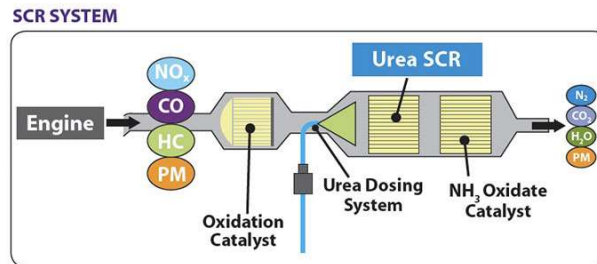 SCR SYSTEM
Urea SCR
NOx
CO
HC
PM
Engine
N2
CO2
H2O
PM
Oxidation
Catalyst
Urea Dosing
System
NH3 Oxidate
Catalyst